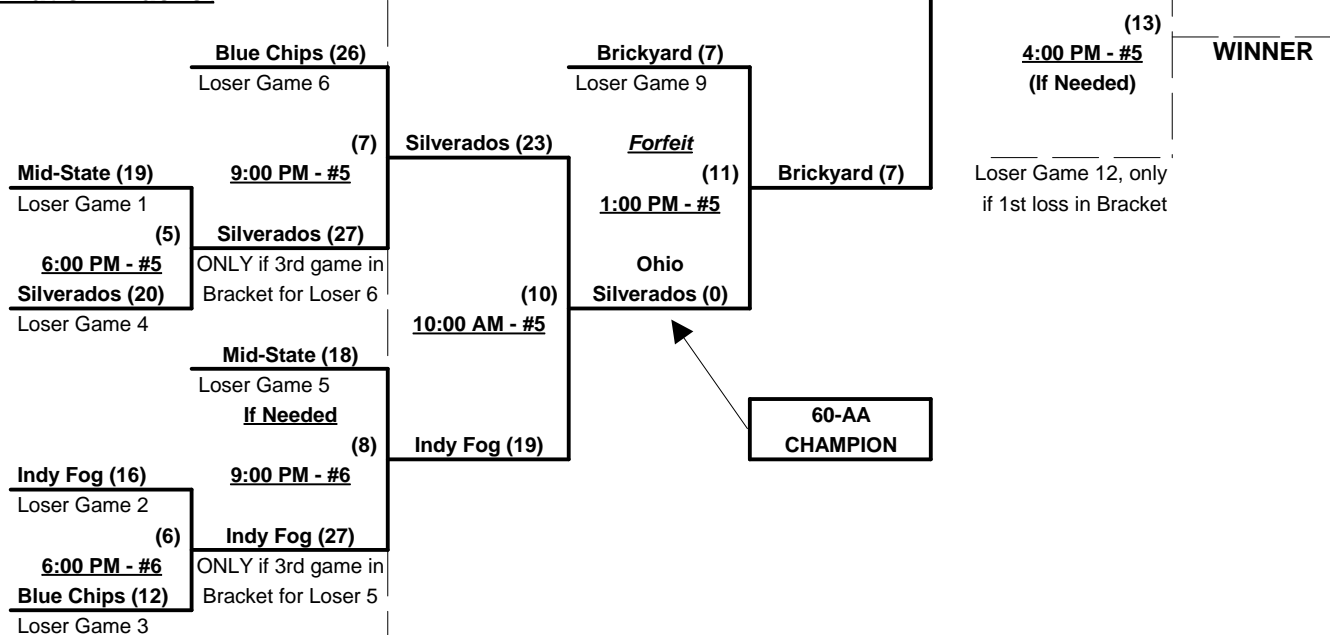 (13)
Blue Chips (26)
Brickyard (7)
4:00 PM - #5
WINNER
Loser Game 6
Loser Game 9
(If Needed)
(7)
Silverados (23)
Forfeit
Mid-State (19)
9:00 PM - #5
(11)
Brickyard (7)
Loser Game 12, only
if 1st loss in Bracket
Loser Game 1
1:00 PM - #5
(5)
Silverados (27)
6:00 PM - #5
ONLY if 3rd game in
Bracket for Loser 6
Ohio
Silverados (20)
(10)
Silverados (0)
Loser Game 4
10:00 AM - #5
Mid-State (18)
Loser Game 5
If Needed
60-AA
CHAMPION
(8)
Indy Fog (19)
Indy Fog (16)
9:00 PM - #6
Loser Game 2
(6)
Indy Fog (27)
6:00 PM - #6
ONLY if 3rd game in
Bracket for Loser 5
Blue Chips (12)
Loser Game 3